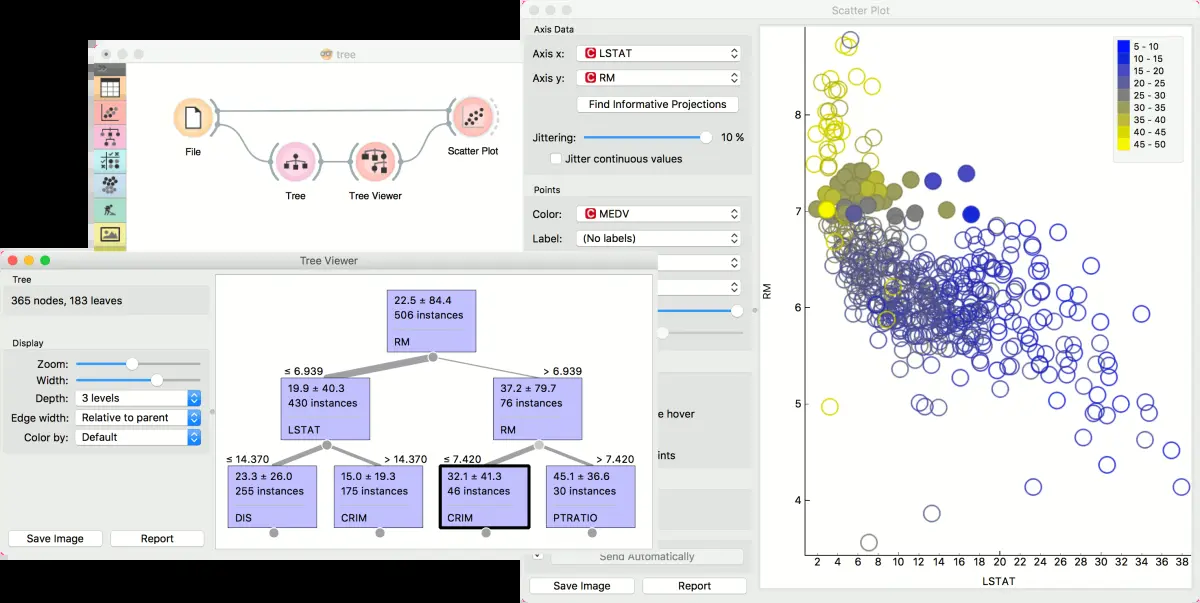 tree
File
Tree
Tree Viewer
Scatter Plot
Tree Viewer
Tree
365 nodes, 183 leaves
Display
Zoom:
Width:
Depth: 3 levels
Edge width: Relative to parent
Color by: Default
Save Image Report
22.5 ± 84.4
506 instances
RM
≤ 6.939 > 6.939
19.9 ± 40.3
430 instances
LSTAT
37.2 ± 79.7
76 instances
RM
≤ 14.370 > 14.370 ≤ 7.420 > 7.420
23.3 ± 26.0
255 instances
DIS
15.0 ± 19.3
175 instances
CRIM
32.1 ± 41.3
46 instances
CRIM
45.1 ± 36.6
30 instances
PTRATIO
Scatter Plot
Axis Data
Axis x: C LSTAT
Axis y: C RM
Find Informative Projections
Jittering: 10 %
Jitter continuous values
Points
Color: C MEDV
Label: (No labels)
e hover
nts
Send Automatically
Save Image Report
5 - 10
10 - 15
15 - 20
20 - 25
25 - 30
30 - 35
35 - 40
40 - 45
45 - 50
8
7
6
5
4
RM
2 4 6 8 10 12 14 16 18 20 22 24 26 28 30 32 34 36 38
LSTAT